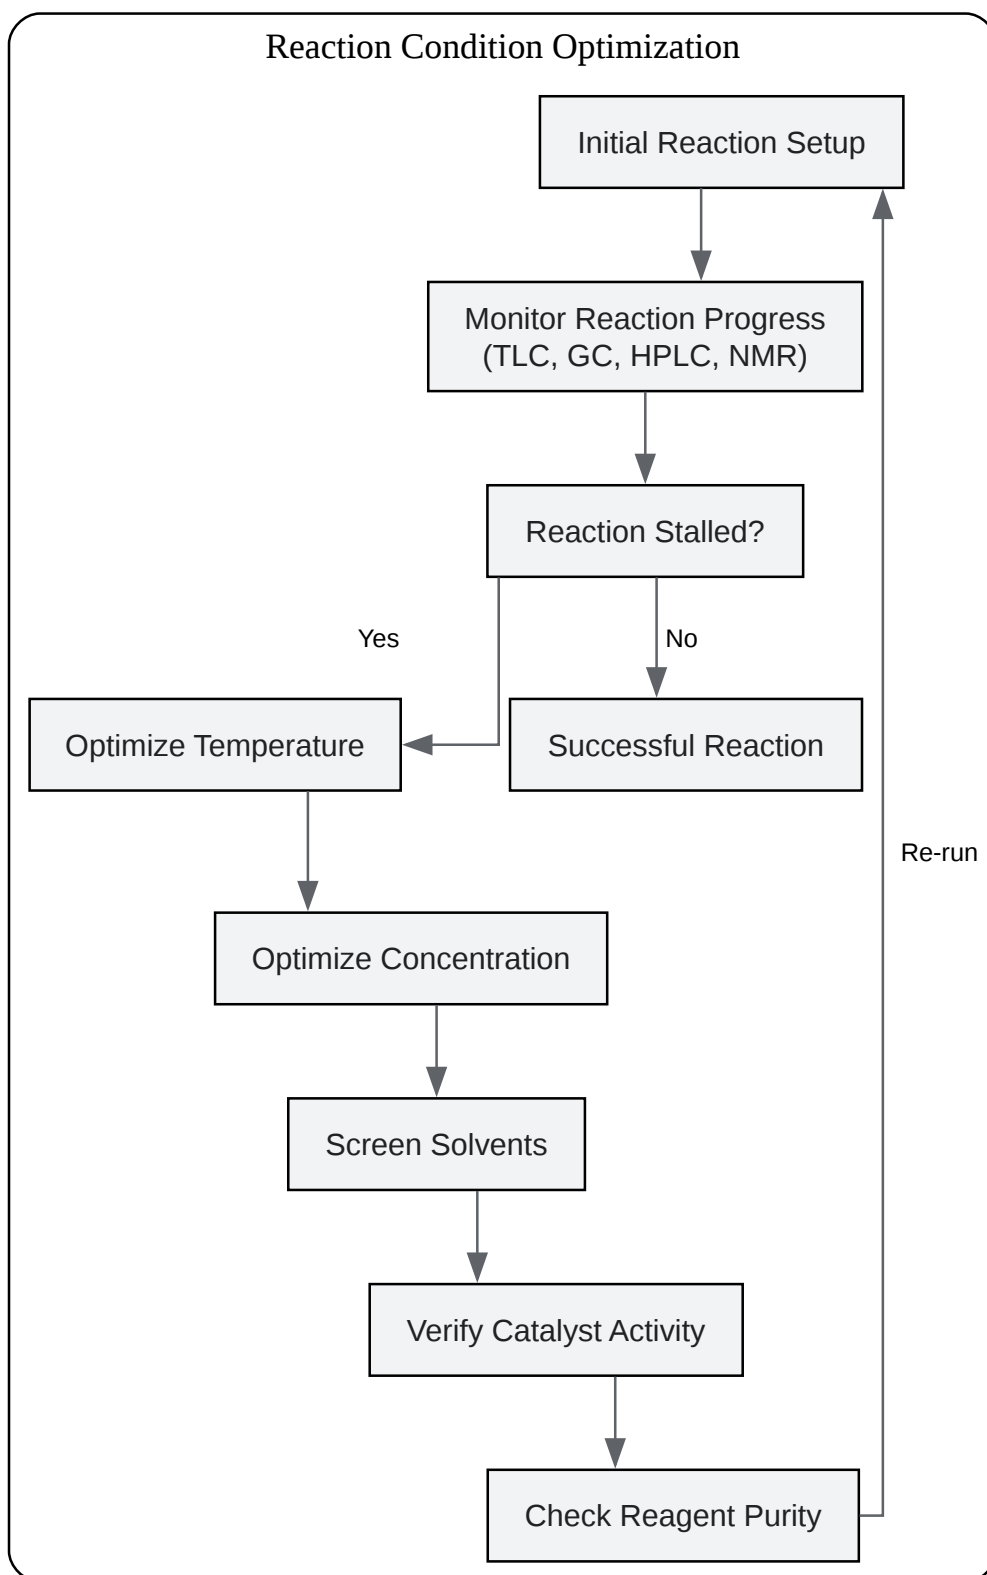 Reaction Condition Optimization
Initial Reaction Setup
Monitor Reaction Progress
(TLC, GC, HPLC, NMR)
Reaction Stalled?
Yes
No
Optimize Temperature
Successful Reaction
Re-run
Optimize Concentration
Screen Solvents
Verify Catalyst Activity
Check Reagent Purity